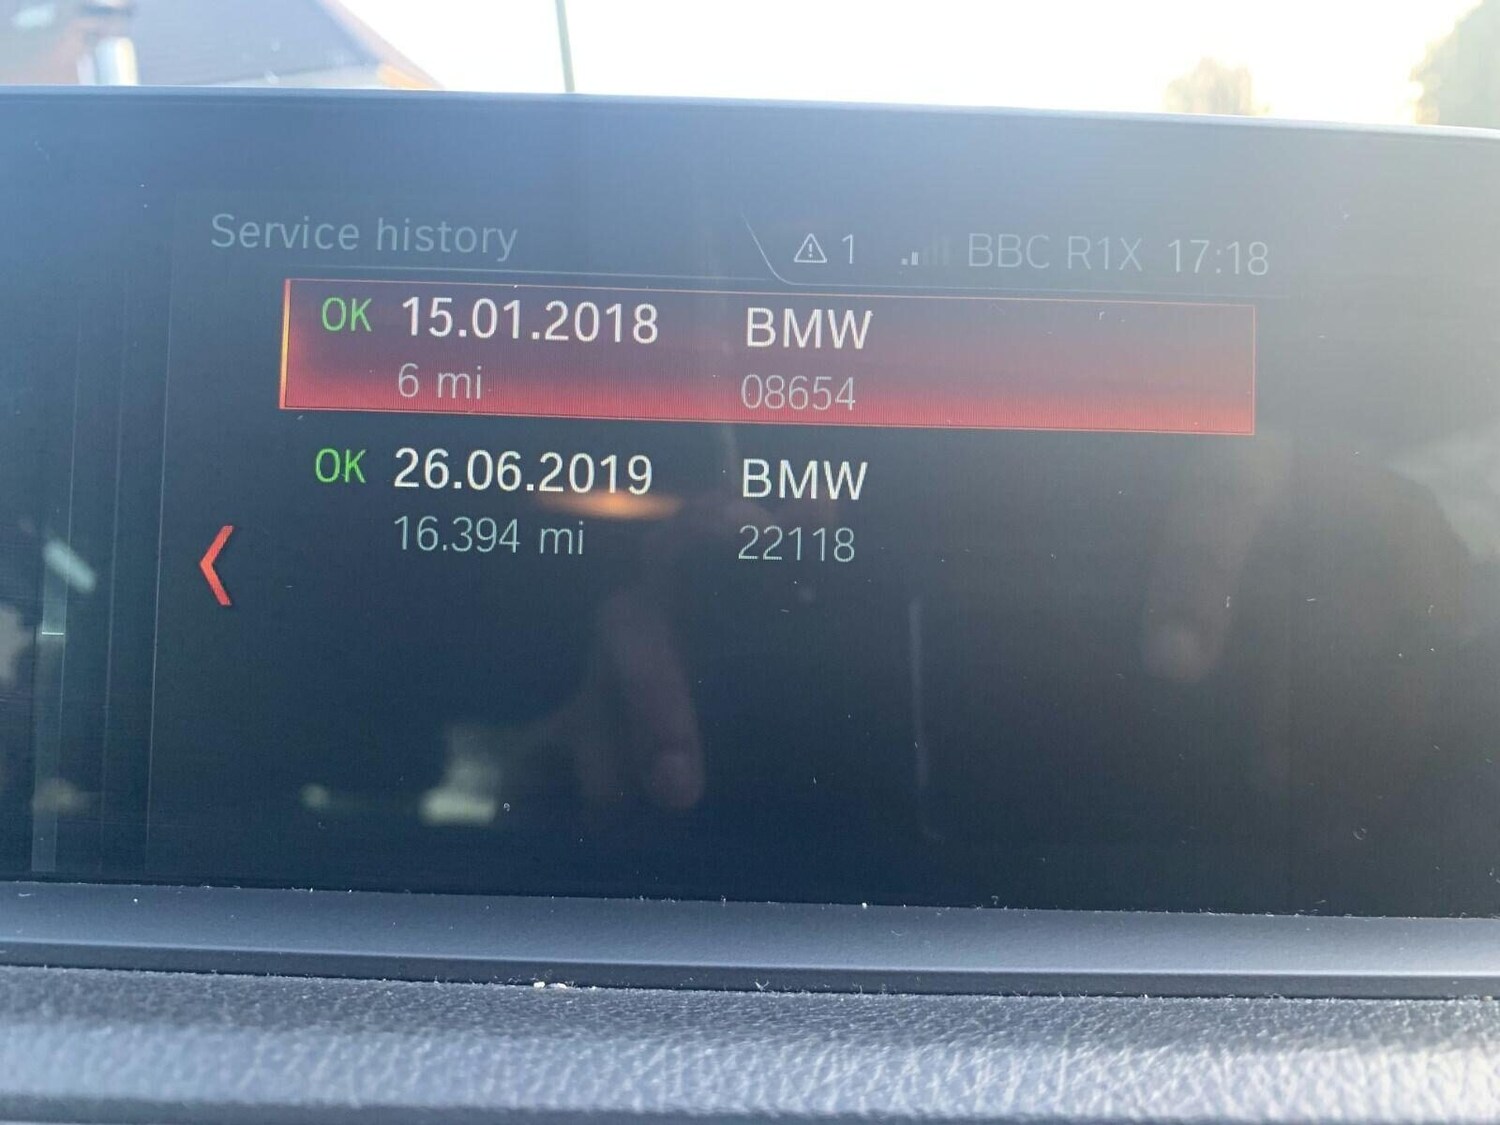 Service history
1 BBC R1X 17:18
OK 15.01.2018 BMW
6 mi 08654
OK 26.06.2019 BMW
16.394 mi 22118